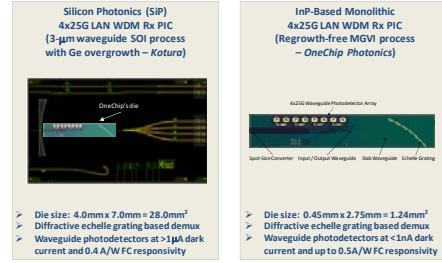 Silicon Photonics (SiP)
4x25G LAN WDM Rx PIC
(3-μm waveguide SOI process
with Ge overgrowth – Kotura)
OneChip's die
➢ Die size: 4.0mm x 7.0mm = 28.0mm²
➢ Diffractive echelle grating based demux
➢ Waveguide photodetectors at >1μA dark
current and 0.4 A/W FC responsivity
InP-Based Monolithic
4x25G LAN WDM Rx PIC
(Regrowth-free MGVI process
– OneChip Photonics)
4x25G Waveguide Photodetector Array
Spot-Size Converter Input / Output Waveguide Slab Waveguide Echelle Grating
➢ Die size: 0.45mm x 2.75mm = 1.24mm²
➢ Diffractive echelle grating based demux
➢ Waveguide photodetectors at <1nA dark
current and up to 0.5A/W FC responsivity